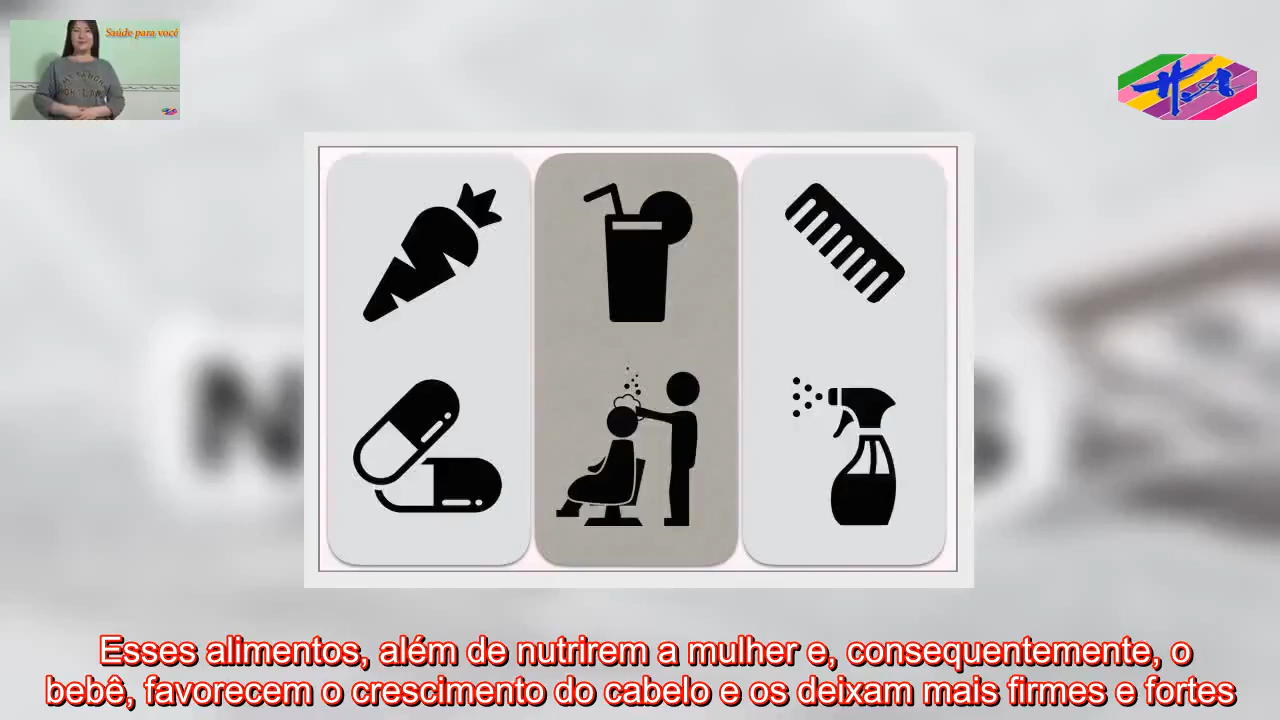 Saúde para você
H.A
Esses alimentos, além de nutrirem a mulher e, consequentemente, o
bebê, favorecem o crescimento do cabelo e os deixam mais firmes e fortes